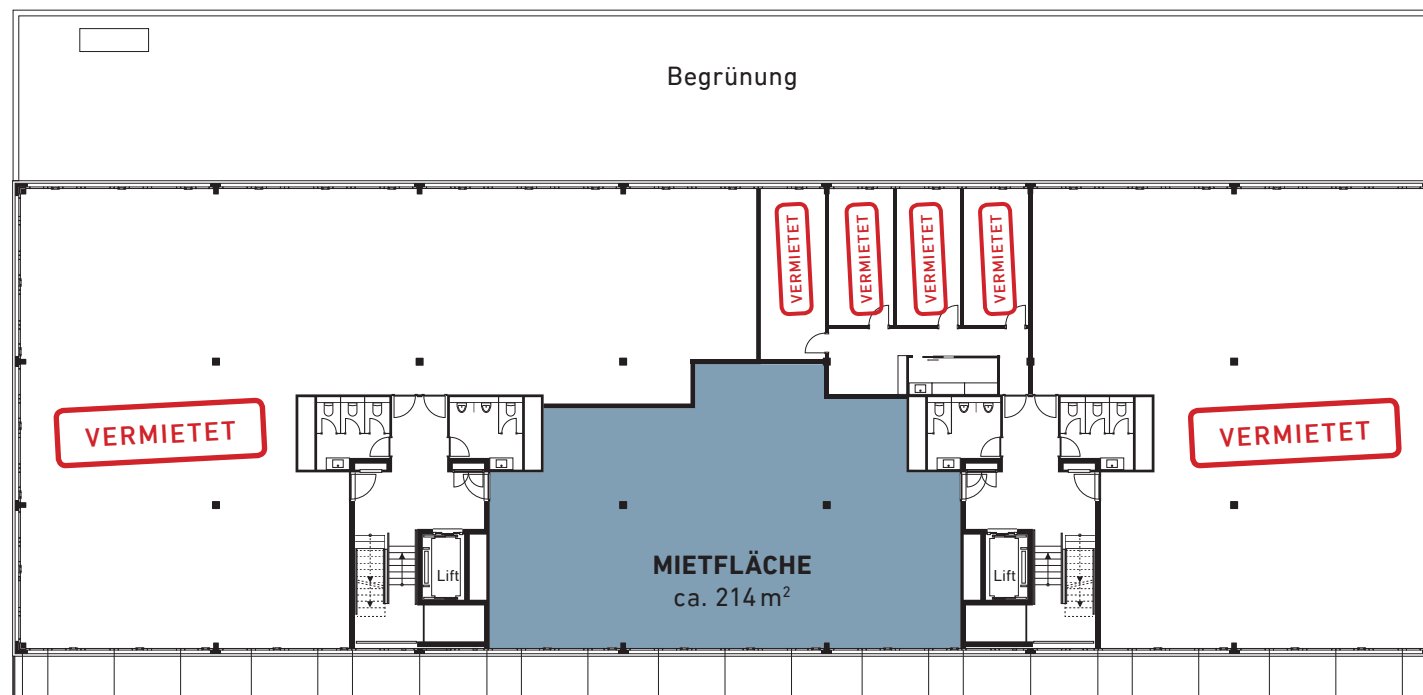 Begrünung
VERMIETET
VERMIETET
VERMIETET
VERMIETET
VERMIETET
VERMIETET
MIETFLÄCHE
ca. 214 m²
Lift
Lift